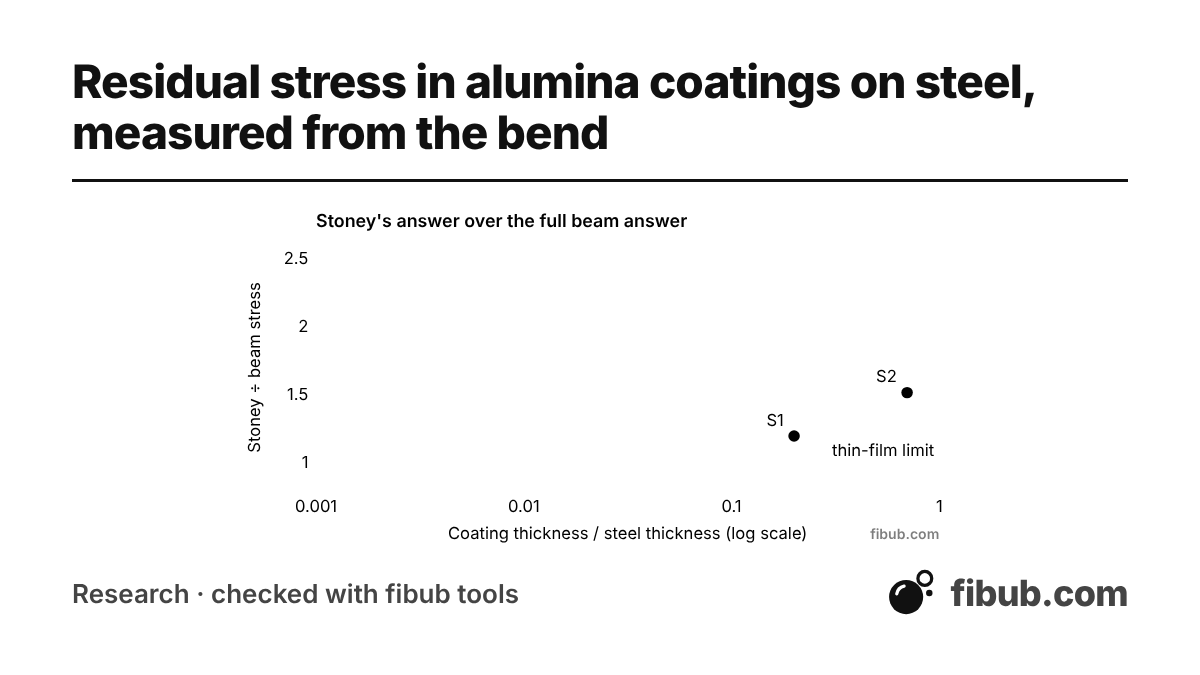 Residual stress in alumina coatings on steel,
measured from the bend
Stoney's answer over the full beam answer
2.5
2
1.5
1
Stoney ÷ beam stress
S2
S1
thin-film limit
0.001
0.01
0.1
1
Coating thickness / steel thickness (log scale)
fibub.com
Research · checked with fibub tools
fibub.com